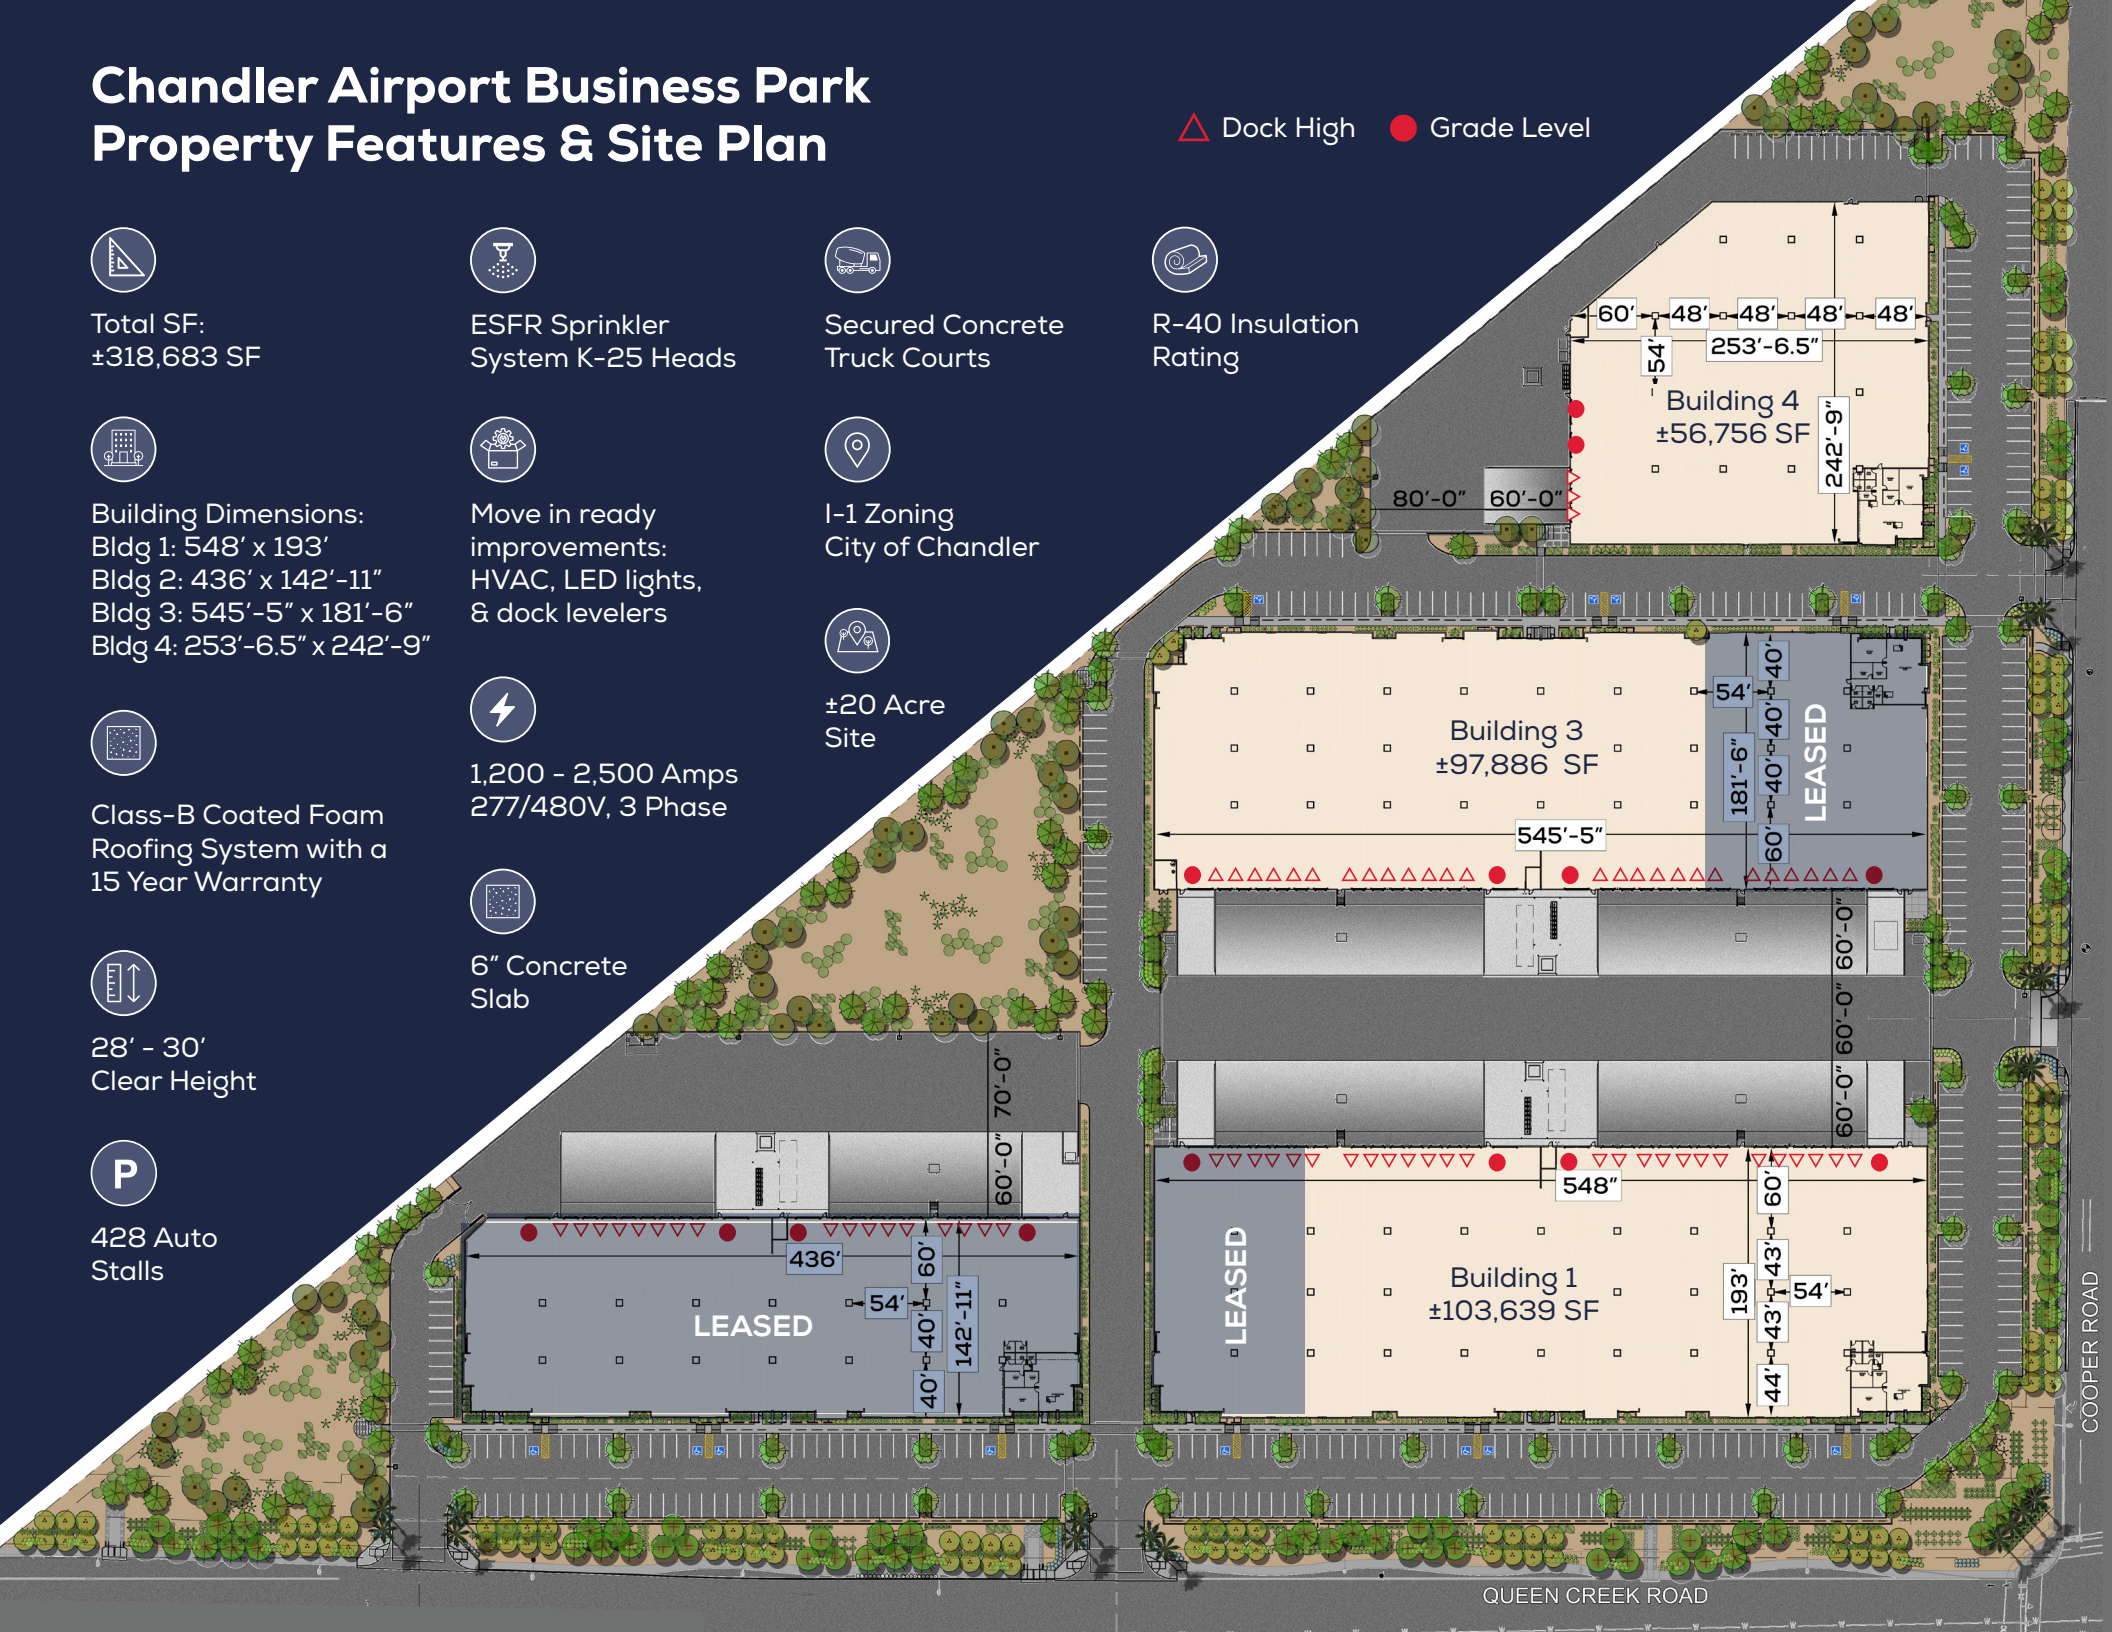 Chandler Airport Business Park
Property Features & Site Plan
Dock High
Grade Level
Total SF:
±318,683 SF
ESFR Sprinkler
System K-25 Heads
Secured Concrete
Truck Courts
R-40 Insulation
Rating
Building Dimensions:
Bldg 1: 548’ x 193’
Bldg 2: 436’ x 142’-11”
Bldg 3: 545’-5” x 181’-6”
Bldg 4: 253’-6.5” x 242’-9”
Move in ready
improvements:
HVAC, LED lights,
& dock levelers
I-1 Zoning
City of Chandler
±20 Acre
Site
Class-B Coated Foam
Roofing System with a
15 Year Warranty
1,200 - 2,500 Amps
277/480V, 3 Phase
6” Concrete
Slab
28’ - 30’
Clear Height
P
428 Auto
Stalls
60’
48’
48’
48’
48’
253’-6.5”
54’
Building 4
±56,756 SF
242’-9”
80’-0”
60’-0”
Building 3
±97,886 SF
54’
40’
40’
40’
60’
181’-6”
LEASED
545’-5”
60’-0”
60’-0”
60’-0”
70’-0”
60’-0”
436’
60’
54’
40’
40’
142’-11”
LEASED
548”
LEASED
Building 1
±103,639 SF
193’
60’
43’
43’
44’
54’
COOPER ROAD
QUEEN CREEK ROAD